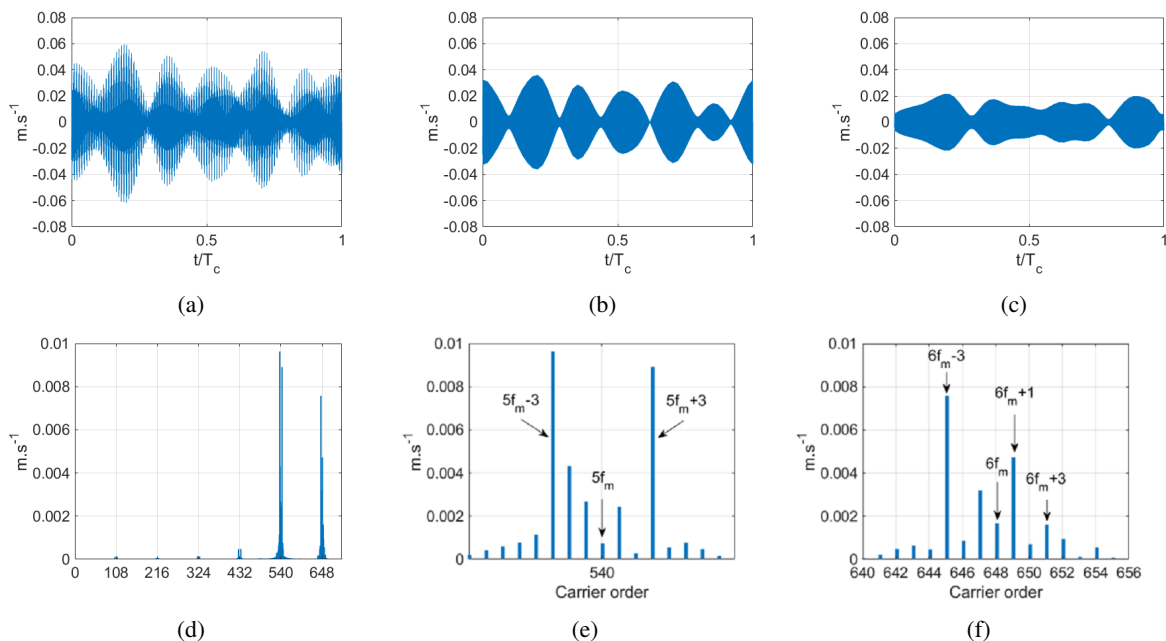 0.08
0.06
0.04
0.02
0
-0.02
-0.04
-0.06
-0.08
m.s-1
0 0.5 1
t/Tc
(a)
0.08
0.06
0.04
0.02
0
-0.02
-0.04
-0.06
-0.08
m.s-1
0 0.5 1
t/Tc
(b)
0.08
0.06
0.04
0.02
0
-0.02
-0.04
-0.06
-0.08
m.s-1
0 0.5 1
t/Tc
(c)
0.01
0.008
0.006
0.004
0.002
0
m.s-1
0 108 216 324 432 540 648
(d)
0.01
0.008
0.006
0.004
0.002
0
m.s-1
5fm-3
5fm+3
5fm
540
Carrier order
(e)
0.01
0.008
0.006
0.004
0.002
0
m.s-1
6fm-3
6fm+1
6fm
6fm+3
640 642 644 646 648 650 652 654 656
Carrier order
(f)